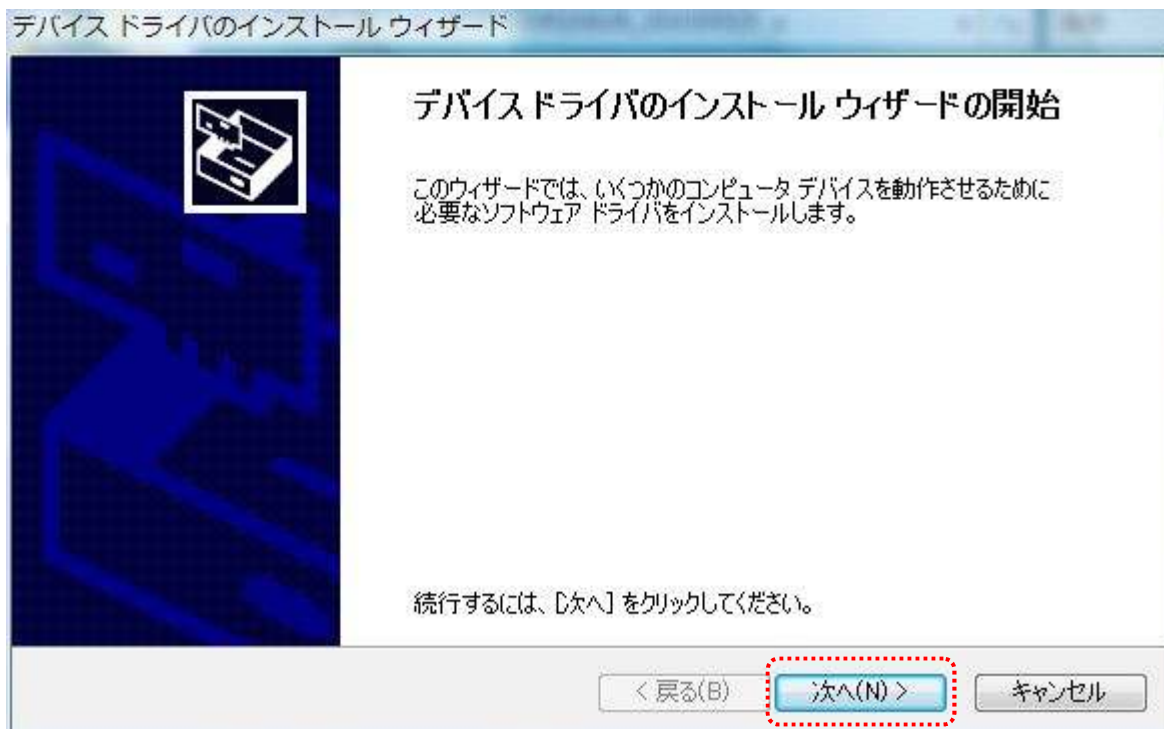 デバイス ドライバのインストール ウィザード
デバイス ドライバのインストール ウィザードの開始
このウィザードでは、いくつかのコンピュータ デバイスを動作させるために
必要なソフトウェア ドライバをインストールします。
続行するには、[次へ] をクリックしてください。
< 戻る(B)
次へ(N) >
キャンセル